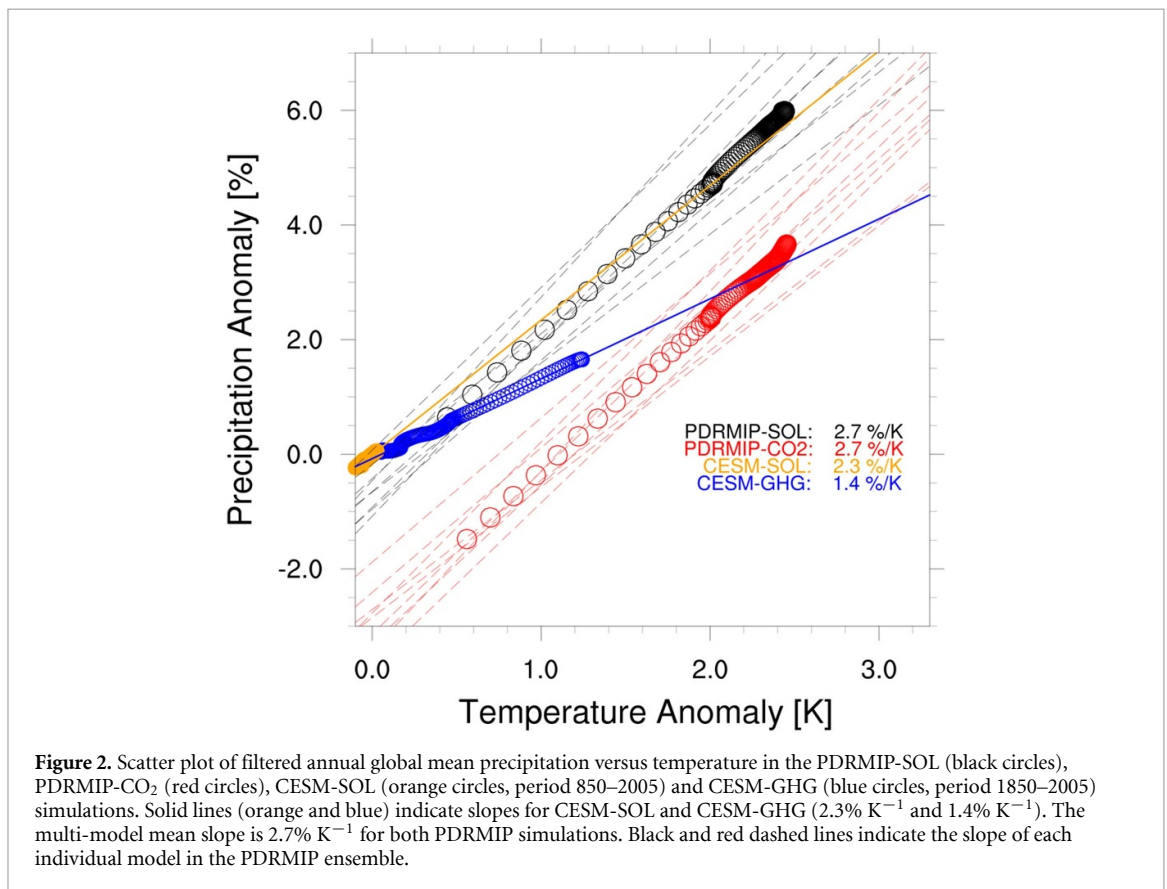 6.0
4.0
2.0
0.0
-2.0
Precipitation Anomaly [%]
PDRMIP-SOL: 2.7 %/K
PDRMIP-CO2: 2.7 %/K
CESM-SOL: 2.3 %/K
CESM-GHG: 1.4 %/K
0.0 1.0 2.0 3.0
Temperature Anomaly [K]
Figure 2. Scatter plot of filtered annual global mean precipitation versus temperature in the PDRMIP-SOL (black circles),
PDRMIP-CO₂ (red circles), CESM-SOL (orange circles, period 850–2005) and CESM-GHG (blue circles, period 1850–2005)
simulations. Solid lines (orange and blue) indicate slopes for CESM-SOL and CESM-GHG (2.3% K⁻¹ and 1.4% K⁻¹). The
multi-model mean slope is 2.7% K⁻¹ for both PDRMIP simulations. Black and red dashed lines indicate the slope of each
individual model in the PDRMIP ensemble.